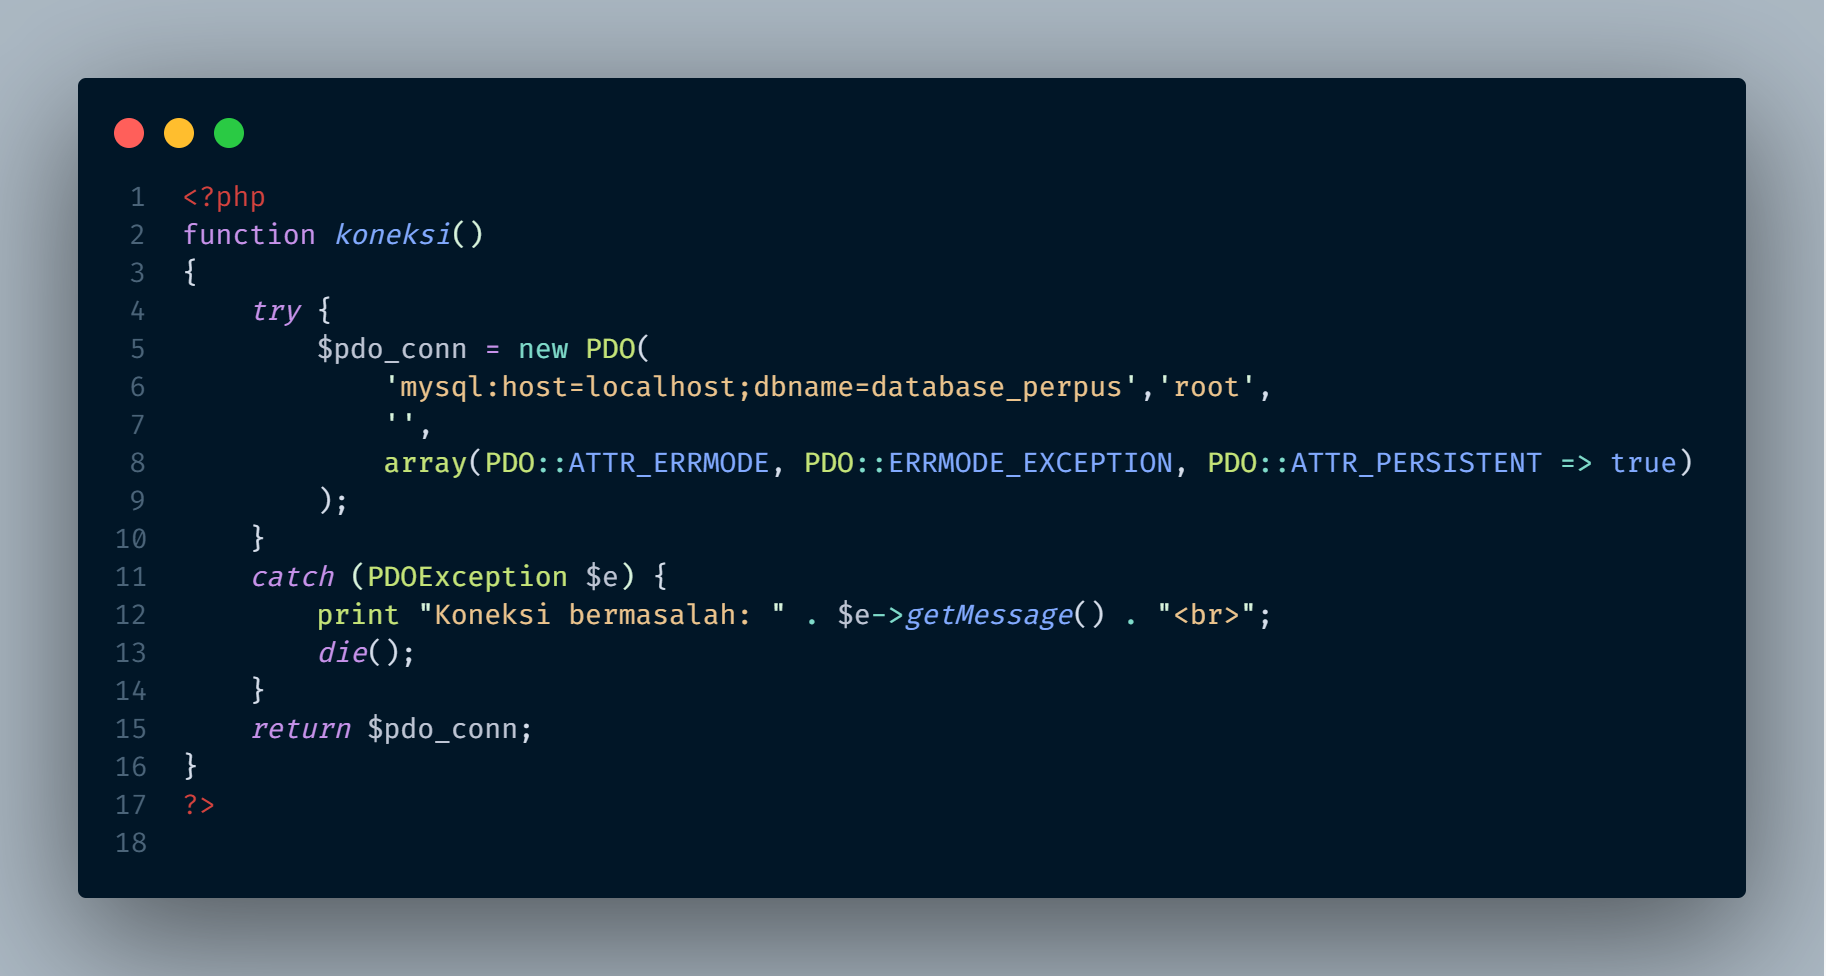 1 <?php
2 function koneksi()
3 {
4     try {
5         $pdo_conn = new PDO(
6             'mysql:host=localhost;dbname=database_perpus','root',
7             '',
8             array(PDO::ATTR_ERRMODE, PDO::ERRMODE_EXCEPTION, PDO::ATTR_PERSISTENT => true)
9         );
10     }
11     catch (PDOException $e) {
12         print "Koneksi bermasalah: " . $e->getMessage() . "<br>";
13         die();
14     }
15     return $pdo_conn;
16 }
17 ?>
18